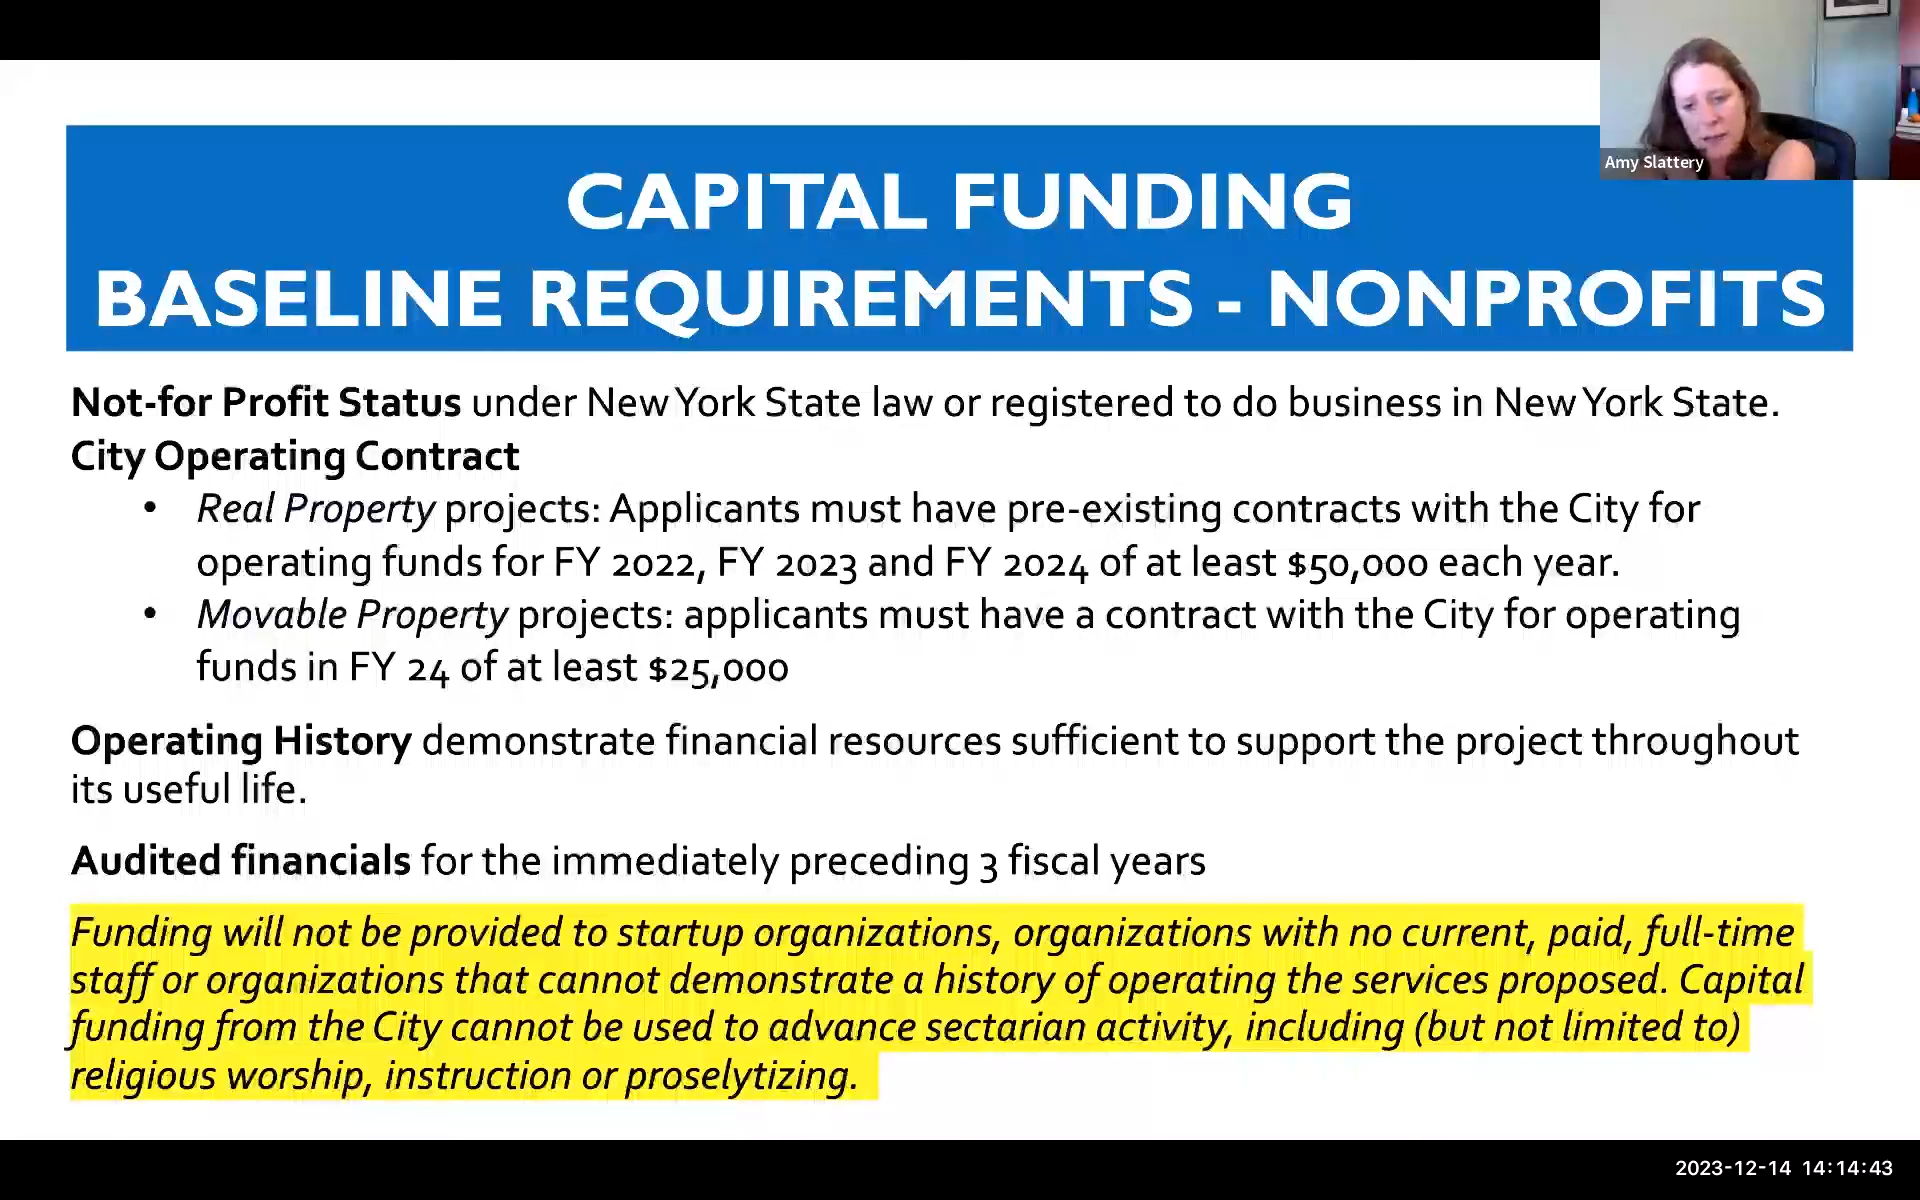 Amy Slattery
CAPITAL FUNDING
BASELINE REQUIREMENTS - NONPROFITS
Not-for Profit Status under New York State law or registered to do business in New York State.
City Operating Contract
• Real Property projects: Applicants must have pre-existing contracts with the City for
operating funds for FY 2022, FY 2023 and FY 2024 of at least $50,000 each year.
• Movable Property projects: applicants must have a contract with the City for operating
funds in FY 24 of at least $25,000
Operating History demonstrate financial resources sufficient to support the project throughout
its useful life.
Audited financials for the immediately preceding 3 fiscal years
Funding will not be provided to startup organizations, organizations with no current, paid, full-time
staff or organizations that cannot demonstrate a history of operating the services proposed. Capital
funding from the City cannot be used to advance sectarian activity, including (but not limited to)
religious worship, instruction or proselytizing.
2023-12-14 14:14:43